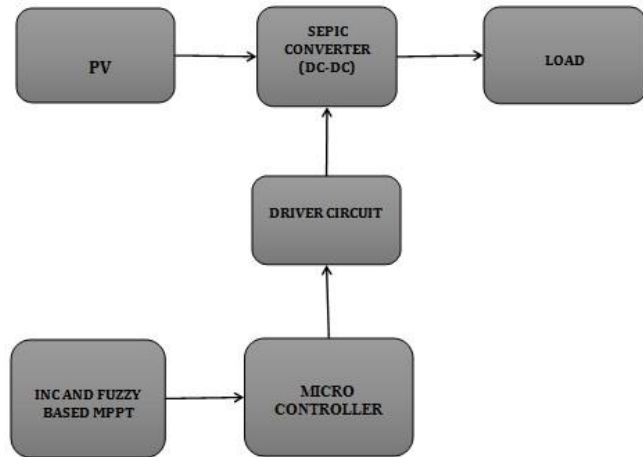 PV
SEPIC
CONVERTER
(DC-DC)
LOAD
DRIVER CIRCUIT
INC AND FUZZY
BASED MPPT
MICRO
CONTROLLER